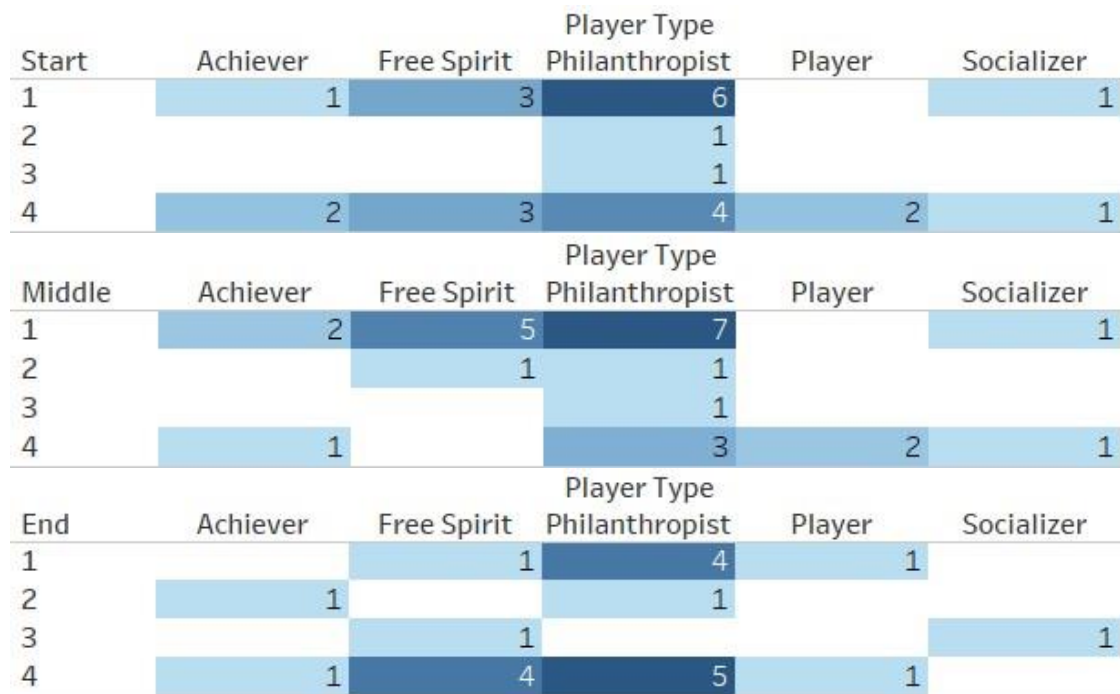 Player Type
Start Achiever Free Spirit Philanthropist Player Socializer
1 1 3 6 1
2 1
3 1
4 2 3 4 2 1
Player Type
Middle Achiever Free Spirit Philanthropist Player Socializer
1 2 5 7 1
2 1 1
3 1
4 1 3 2 1
Player Type
End Achiever Free Spirit Philanthropist Player Socializer
1 1 4 1
2 1 1
3 1 1
4 1 4 5 1